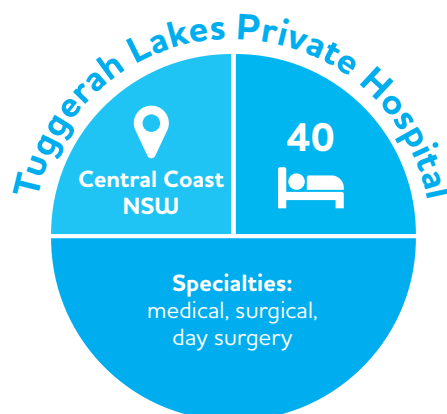 Tuggerah Lakes Private Hospital
Central Coast
NSW
40
Specialties:
medical, surgical,
day surgery